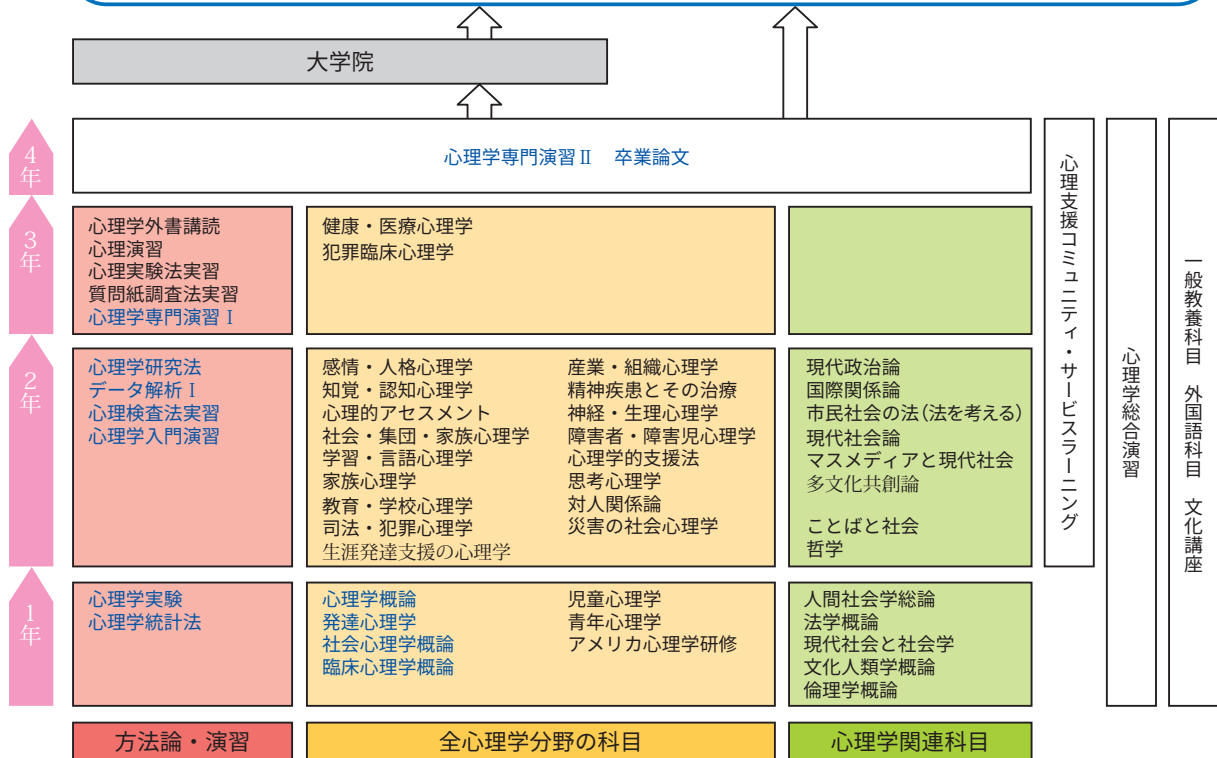 大学院
4年
心理学専門演習Ⅱ　卒業論文
3年
心理学外書講読
心理演習
心理実験法実習
質問紙調査法実習
心理学専門演習Ⅰ
健康・医療心理学
犯罪臨床心理学
2年
心理学研究法
データ解析Ⅰ
心理検査法実習
心理学入門演習
感情・人格心理学
知覚・認知心理学
心理的アセスメント
社会・集団・家族心理学
学習・言語心理学
家族心理学
教育・学校心理学
司法・犯罪心理学
生涯発達支援の心理学
産業・組織心理学
精神疾患とその治療
神経・生理心理学
障害者・障害児心理学
心理学的支援法
思考心理学
対人関係論
災害の社会心理学
現代政治論
国際関係論
市民社会の法（法を考える）
現代社会論
マスメディアと現代社会
多文化共創論
ことばと社会
哲学
1年
心理学実験
心理学統計法
心理学概論
発達心理学
社会心理学概論
臨床心理学概論
児童心理学
青年心理学
アメリカ心理学研修
人間社会学総論
法学概論
現代社会と社会学
文化人類学概論
倫理学概論
方法論・演習
全心理学分野の科目
心理学関連科目
心理支援コミュニティ・サービスラーニング
心理学総合演習
一般教養科目　外国語科目　文化講座